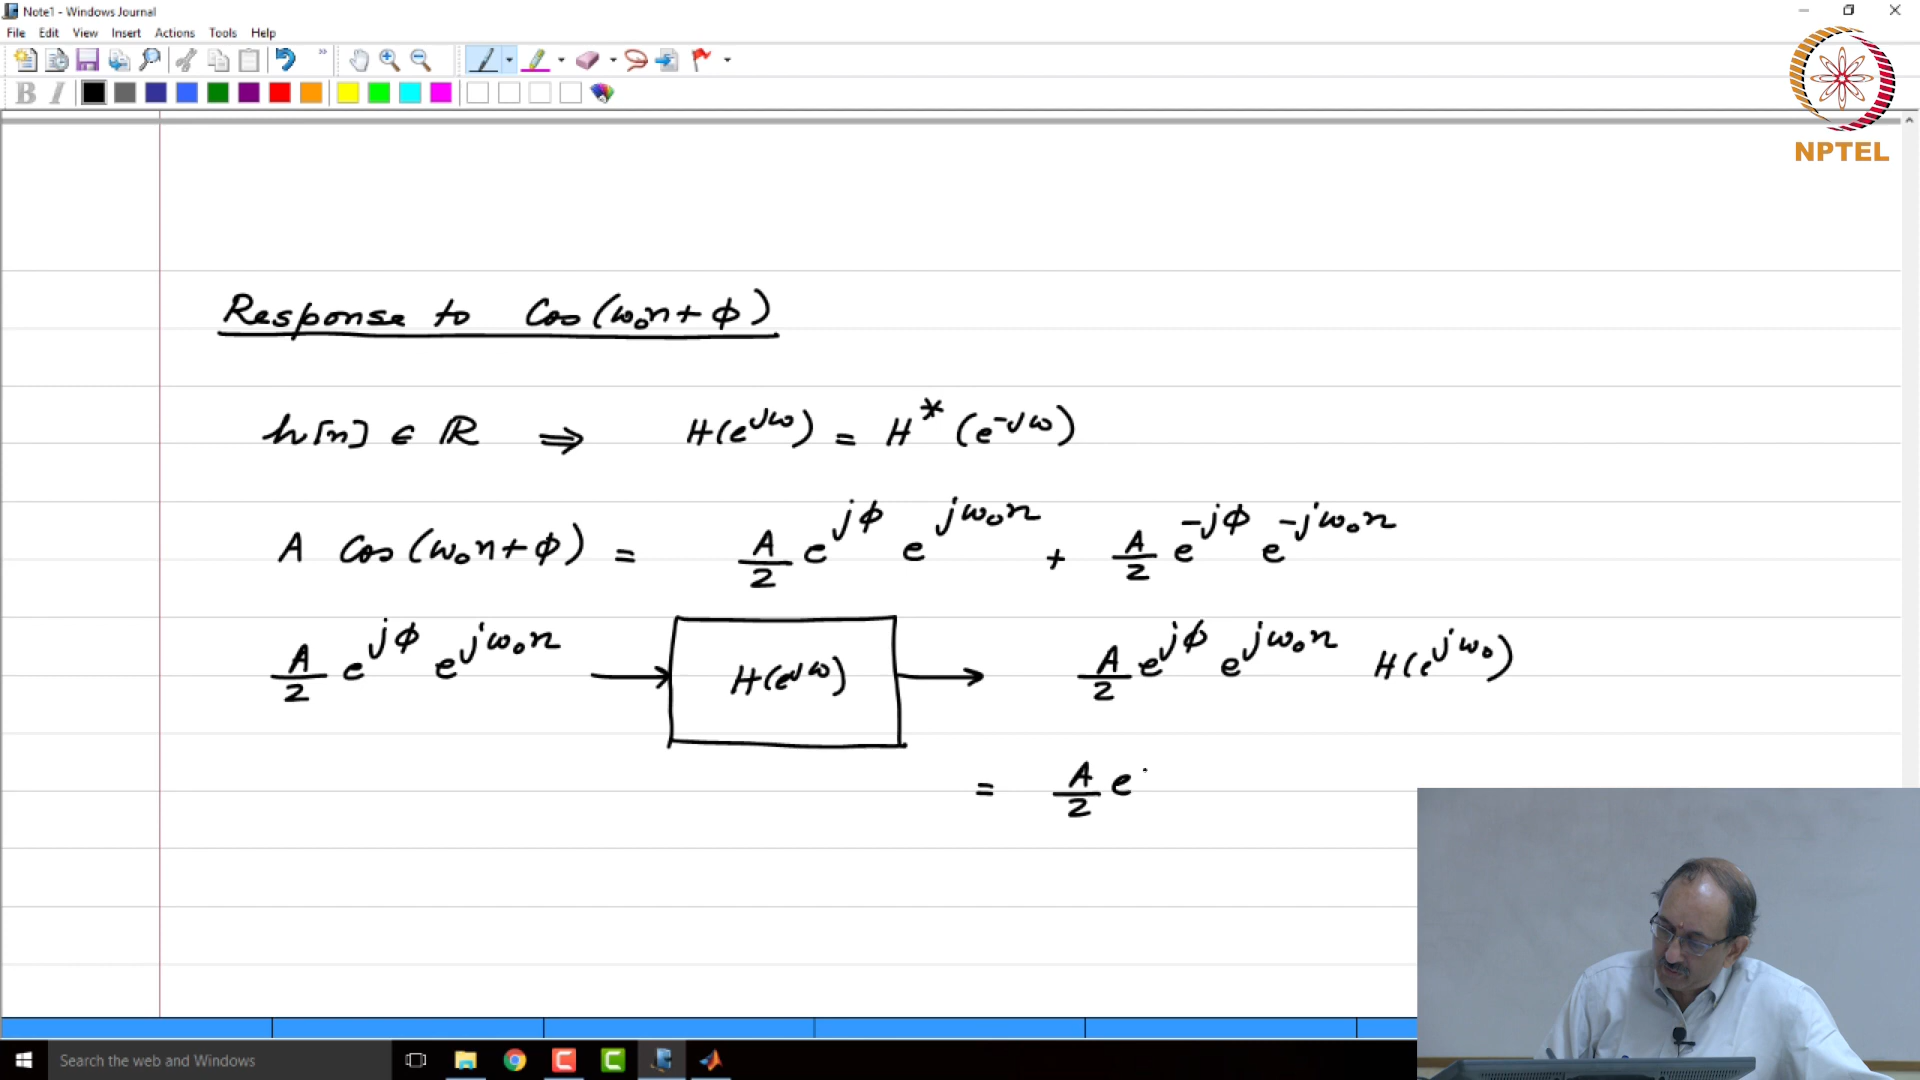 Note1 - Windows Journal
File Edit View Insert Actions Tools Help
B I
NPTEL
Response to Cos(ω₀n + φ)
h[n] ∈ ℝ ⇒ H(e^{jω}) = H^*(e^{-jω})
A Cos(ω₀n + φ) = A/2 e^{jφ} e^{jω₀n} + A/2 e^{-jφ} e^{-jω₀n}
A/2 e^{jφ} e^{jω₀n} → H(e^{jω}) → A/2 e^{jφ} e^{jω₀n} H(e^{jω₀})
= A/2 e
Search the web and Windows